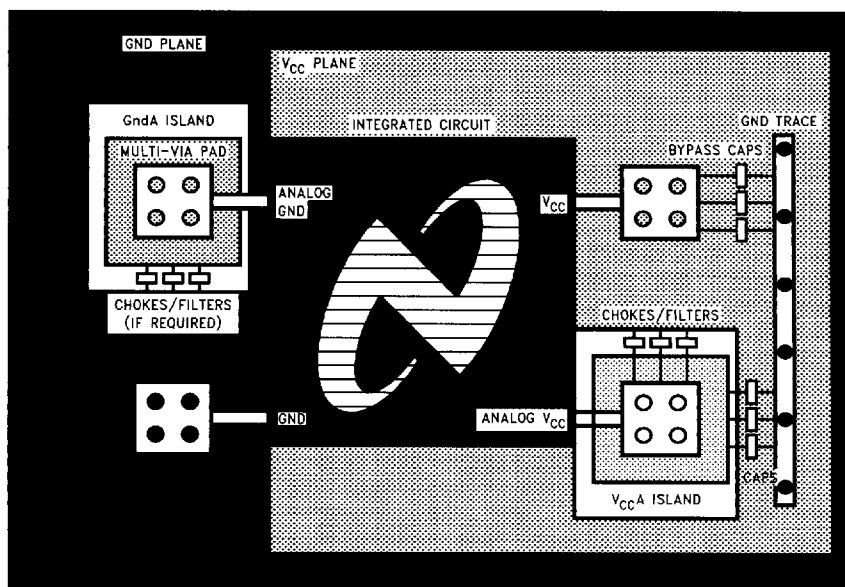 GND PLANE
V_CC PLANE
GndA ISLAND
GND TRACE
INTEGRATED CIRCUIT
MULTI-VIA PAD
BYPASS CAPS
ANALOG
GND
V_CC
CHOKES/FILTERS
(IF REQUIRED)
CHOKES/FILTERS
GND
ANALOG V_CC
CAPS
V_CCA ISLAND